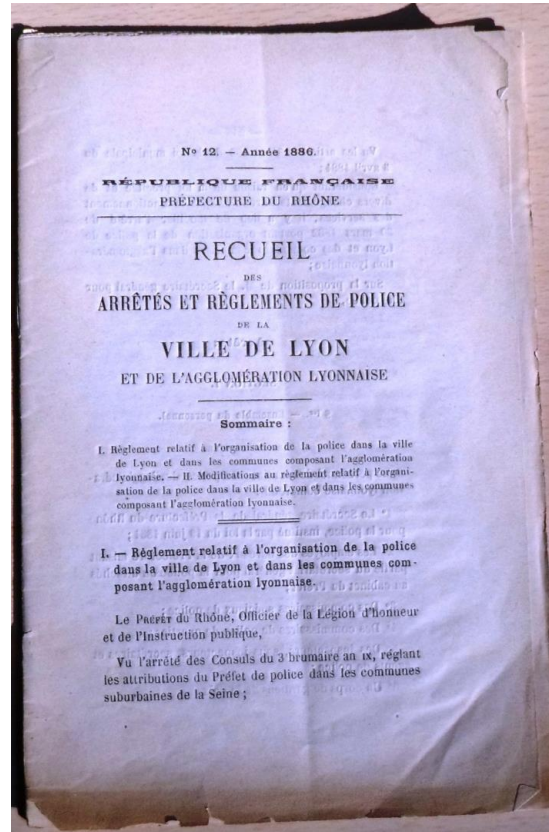 No 12. — Année 1886.
RÉPUBLIQUE FRANÇAISE
PRÉFECTURE DU RHÔNE
RECUEIL
DES
ARRÊTÉS ET RÈGLEMENTS DE POLICE
DE LA
VILLE DE LYON
ET DE L'AGGLOMÉRATION LYONNAISE
Sommaire :
I. Règlement relatif à l'organisation de la police dans la ville
de Lyon et dans les communes composant l'agglomération
lyonnaise. — II. Modifications au règlement relatif à l'organi-
sation de la police dans la ville de Lyon et dans les communes
composant l'agglomération lyonnaise.
I. — Règlement relatif à l'organisation de la police
dans la ville de Lyon et dans les communes com-
posant l'agglomération lyonnaise.
Le PRÉFET du Rhône, Officier de la Légion d'honneur
et de l'Instruction publique,
Vu l'arrêté des Consuls du 3 brumaire an IX, réglant
les attributions du Préfet de police dans les communes
suburbaines de la Seine ;